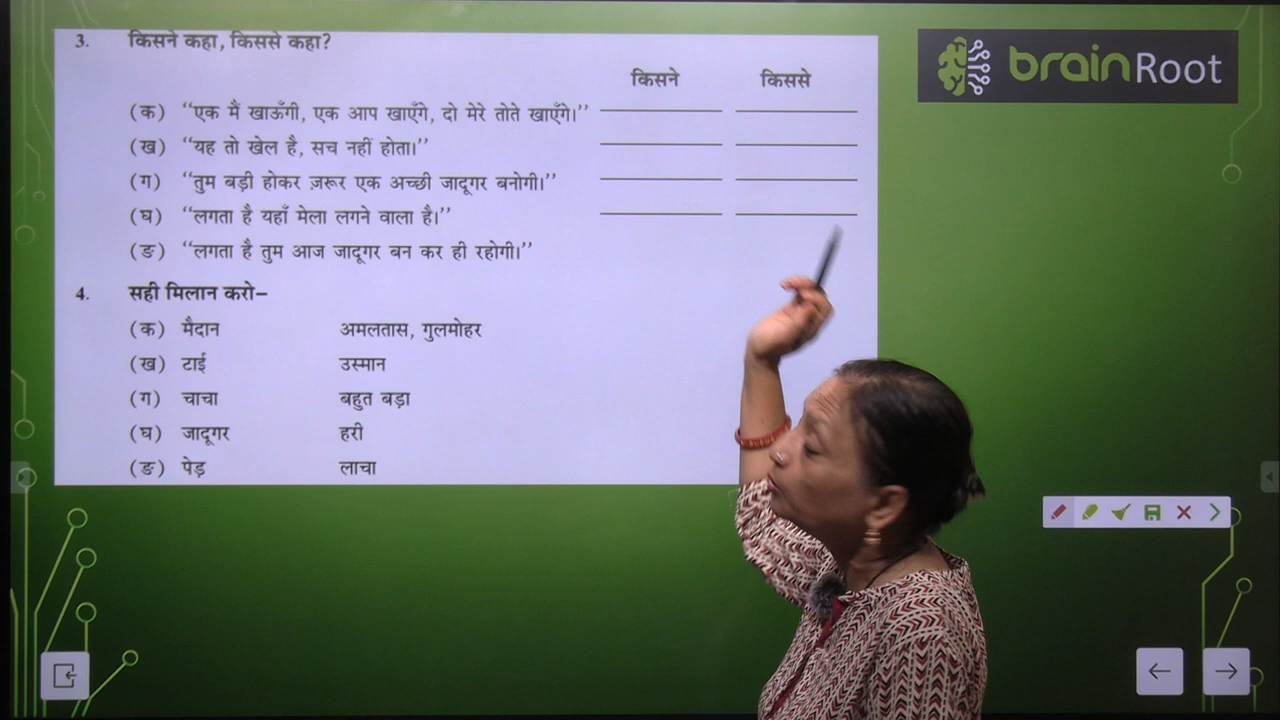 brainRoot
3. किसने कहा, किससे कहा?
किसने किससे
(क) “एक मैं खाऊँगी, एक आप खाएँगे, दो मेरे तोते खाएँगे।”
(ख) “यह तो खेल है, सच नहीं होता।”
(ग) “तुम बड़ी होकर ज़रूर एक अच्छी जादूगर बनोगी।”
(घ) “लगता है यहाँ मेला लगने वाला है।”
(ङ) “लगता है तुम आज जादूगर बन कर ही रहोगी।”
4. सही मिलान करो–
(क) मैदान अमलतास, गुलमोहर
(ख) टाई उस्मान
(ग) चाचा बहुत बड़ा
(घ) जादूगर हरी
(ङ) पेड़ लाचा